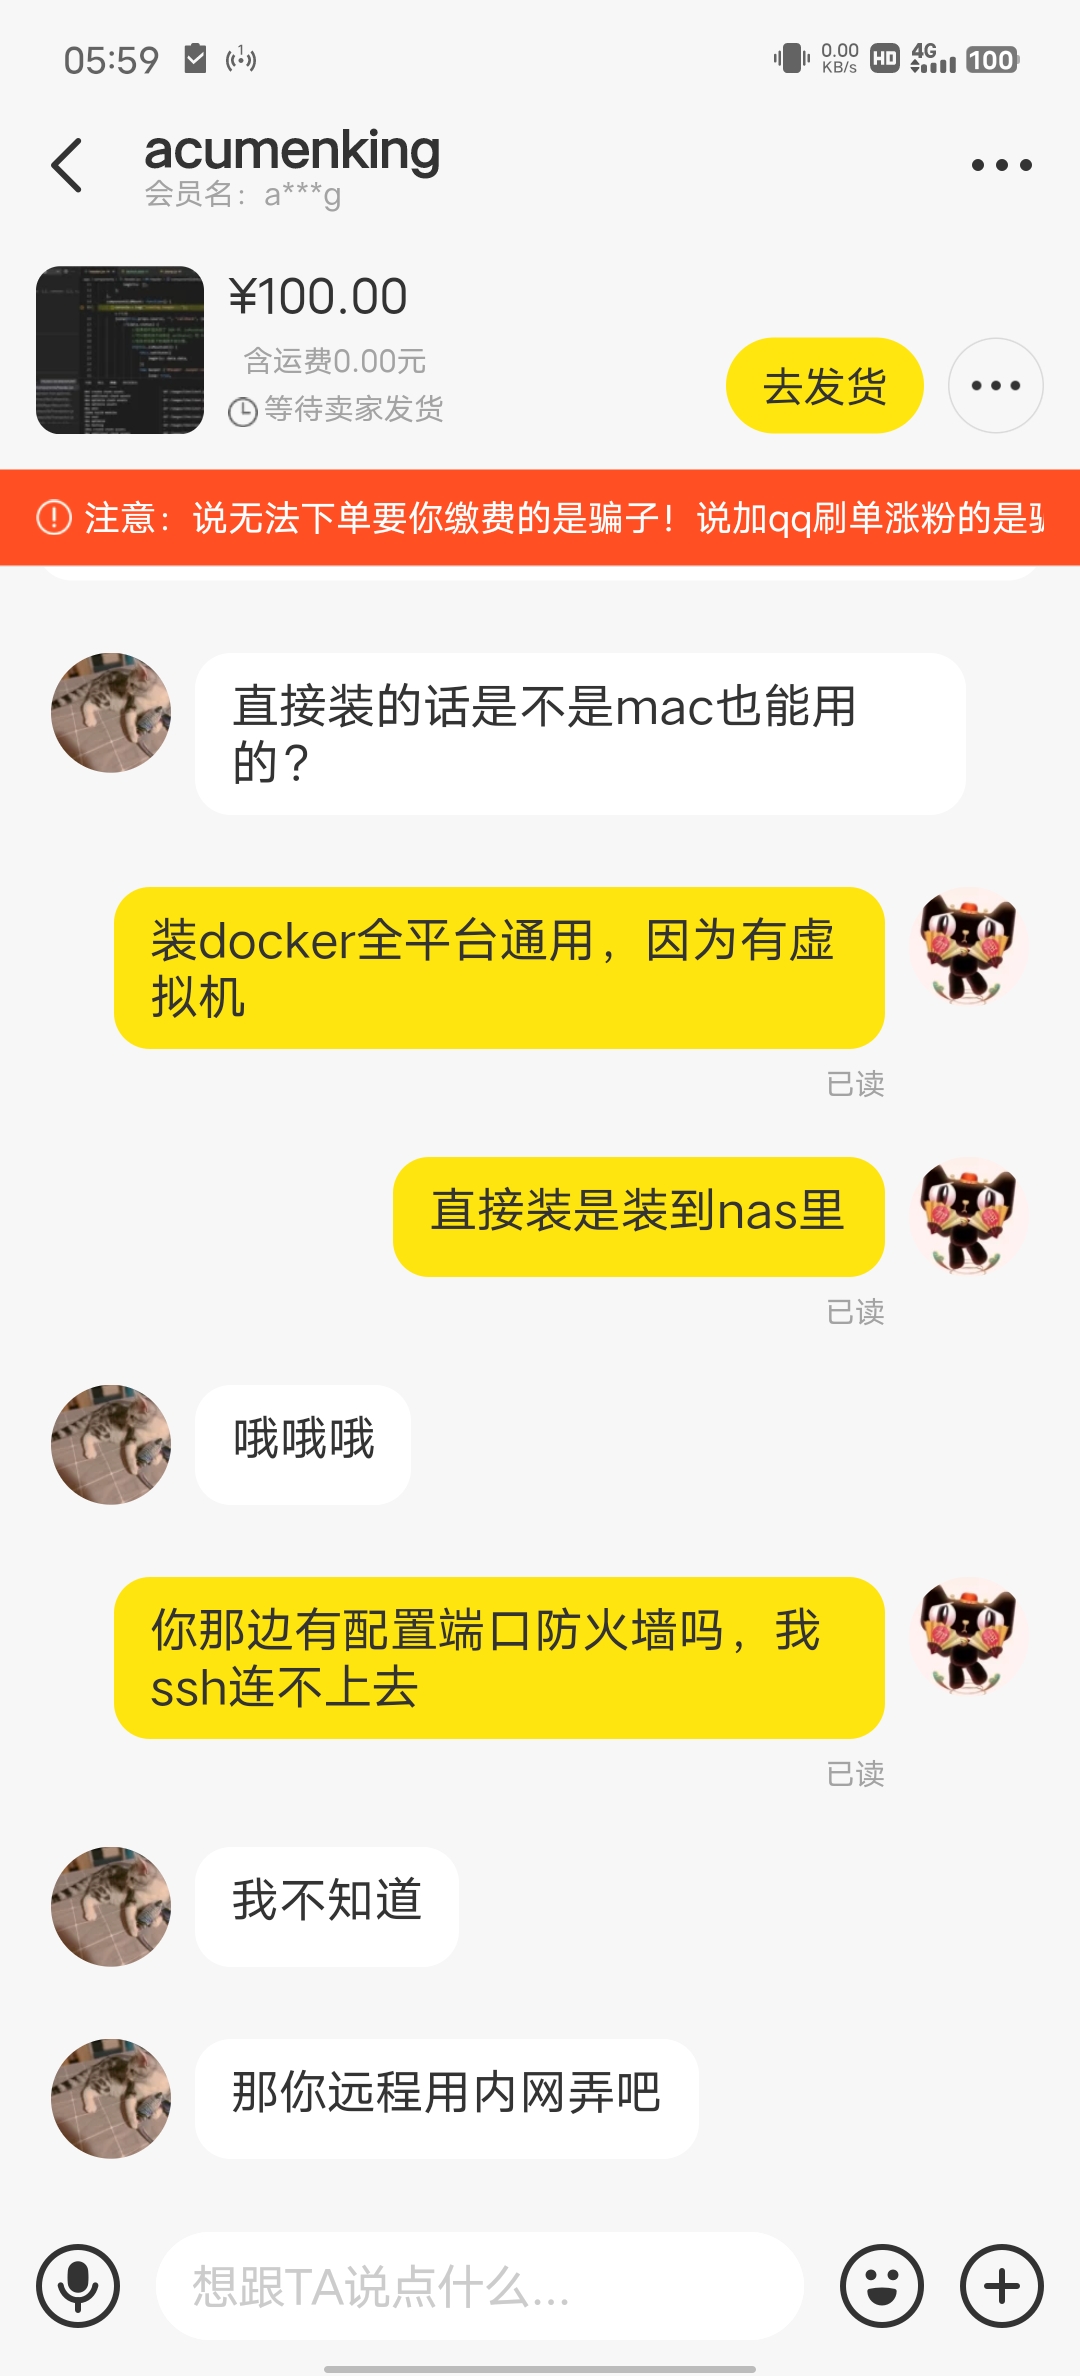 05:59
0.00
KB/s
HD
4G
100
acumenking
会员名：a***g
¥100.00
含运费0.00元
等待卖家发货
去发货
注意：说无法下单要你缴费的是骗子！说加qq刷单涨粉的是
直接装的话是不是mac也能用
的?
装docker全平台通用，因为有虚
拟机
已读
直接装是装到nas里
已读
哦哦哦
你那边有配置端口防火墙吗，我
ssh连不上去
已读
我不知道
那你远程用内网弄吧
想跟TA说点什么...